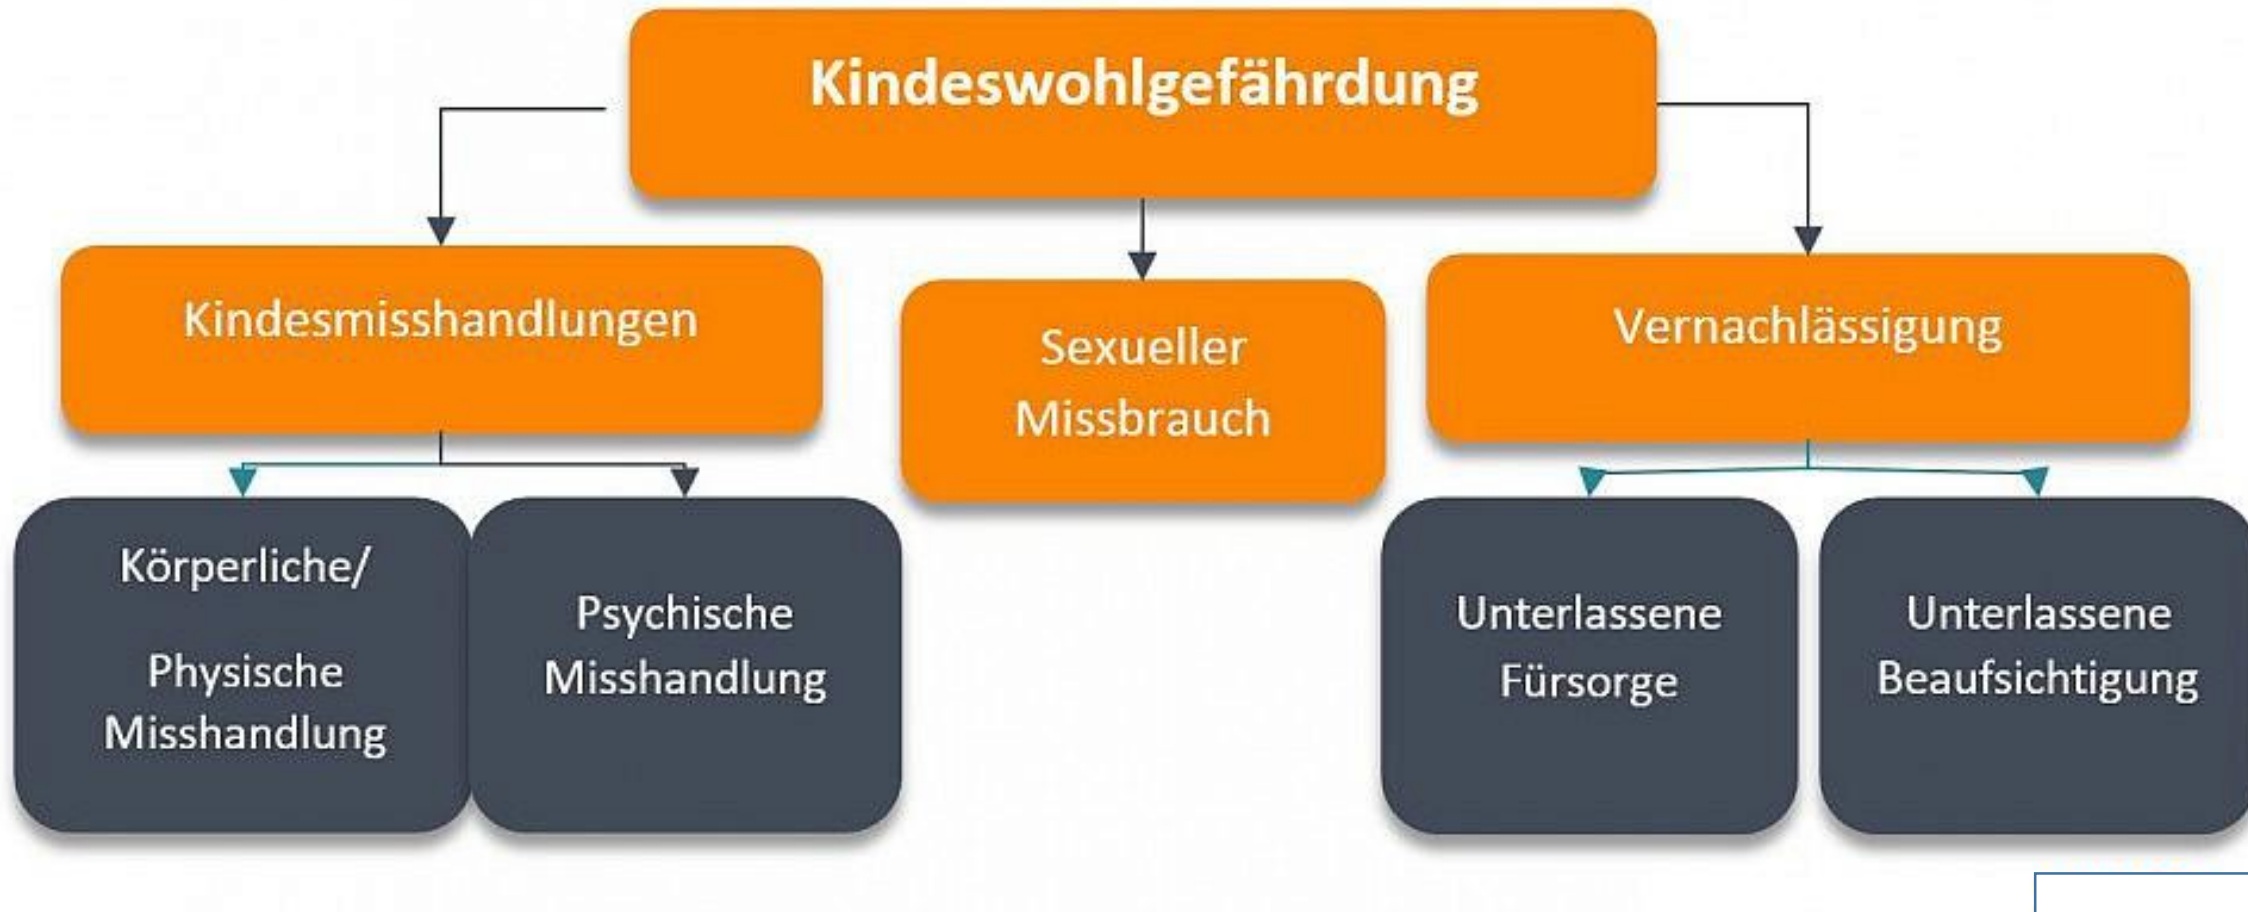 Kindeswohlgefährdung
Kindesmisshandlungen
Sexueller
Missbrauch
Vernachlässigung
Körperliche/
Physische
Misshandlung
Psychische
Misshandlung
Unterlassene
Fürsorge
Unterlassene
Beaufsichtigung